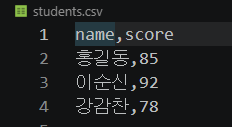 students.csv
1 name,score
2 홍길동,85
3 이순신,92
4 강감찬,78